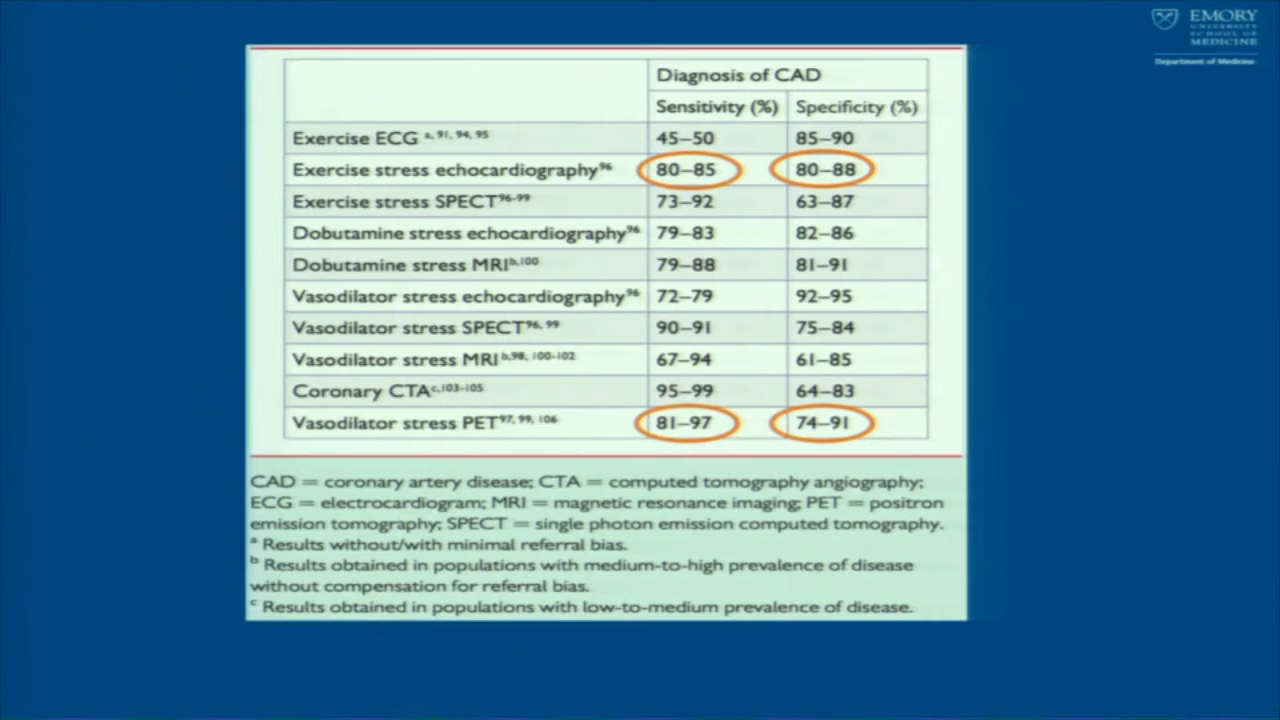 EMORY
UNIVERSITY
SCHOOL OF
MEDICINE
Department of Medicine
Diagnosis of CAD
Sensitivity (%) Specificity (%)
Exercise ECG a, 91, 94, 95 45–50 85–90
Exercise stress echocardiography96 80–85 80–88
Exercise stress SPECT96-99 73–92 63–87
Dobutamine stress echocardiography96 79–83 82–86
Dobutamine stress MRIb,100 79–88 81–91
Vasodilator stress echocardiography96 72–79 92–95
Vasodilator stress SPECT96, 99 90–91 75–84
Vasodilator stress MRIb,98, 100-102 67–94 61–85
Coronary CTAc,103-105 95–99 64–83
Vasodilator stress PET97, 99, 106 81–97 74–91
CAD = coronary artery disease; CTA = computed tomography angiography;
ECG = electrocardiogram; MRI = magnetic resonance imaging; PET = positron
emission tomography; SPECT = single photon emission computed tomography.
a Results without/with minimal referral bias.
b Results obtained in populations with medium-to-high prevalence of disease
without compensation for referral bias.
c Results obtained in populations with low-to-medium prevalence of disease.